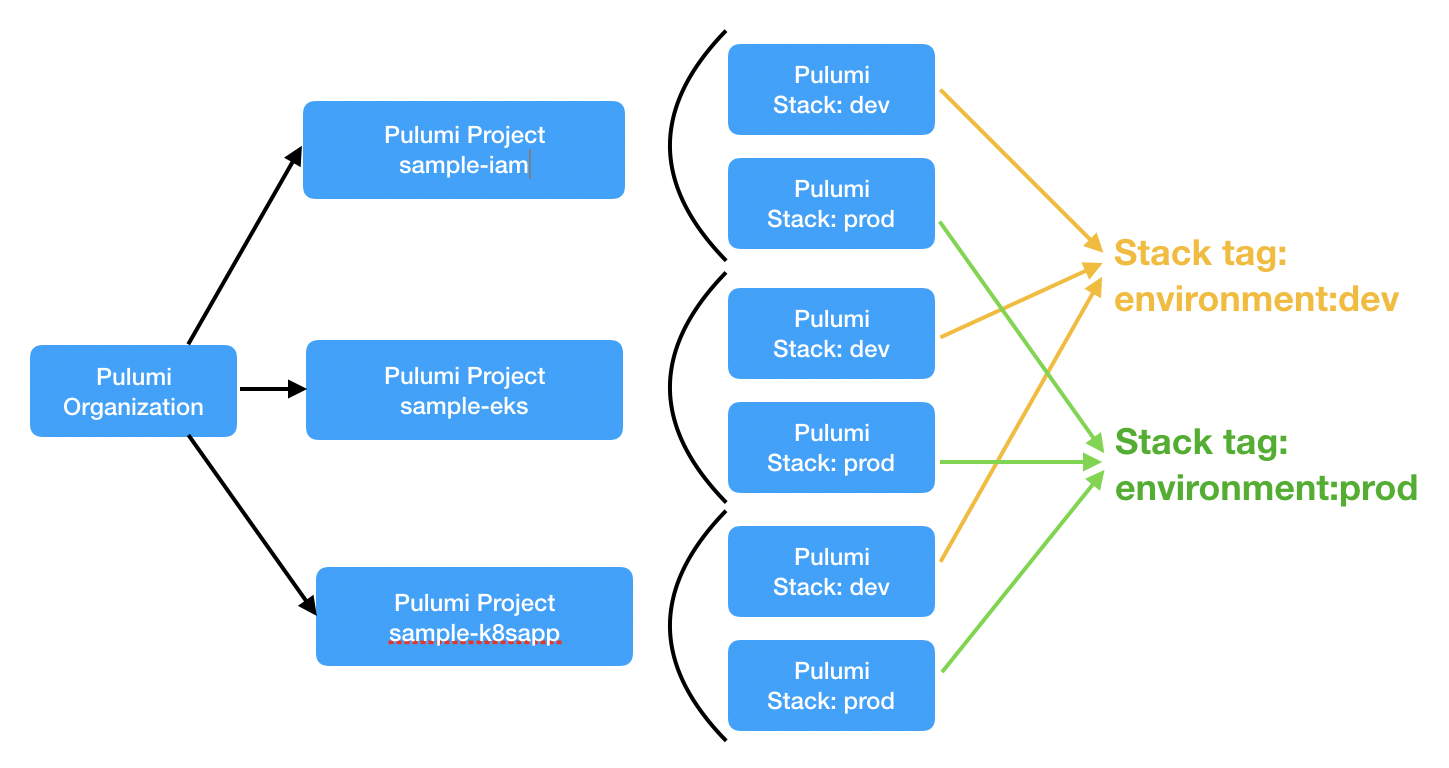 Pulumi
Organization
Pulumi Project
sample-iam
Pulumi Project
sample-eks
Pulumi Project
sample-k8sapp
Pulumi
Stack: dev
Pulumi
Stack: prod
Pulumi
Stack: dev
Pulumi
Stack: prod
Pulumi
Stack: dev
Pulumi
Stack: prod
Stack tag:
environment:dev
Stack tag:
environment:prod